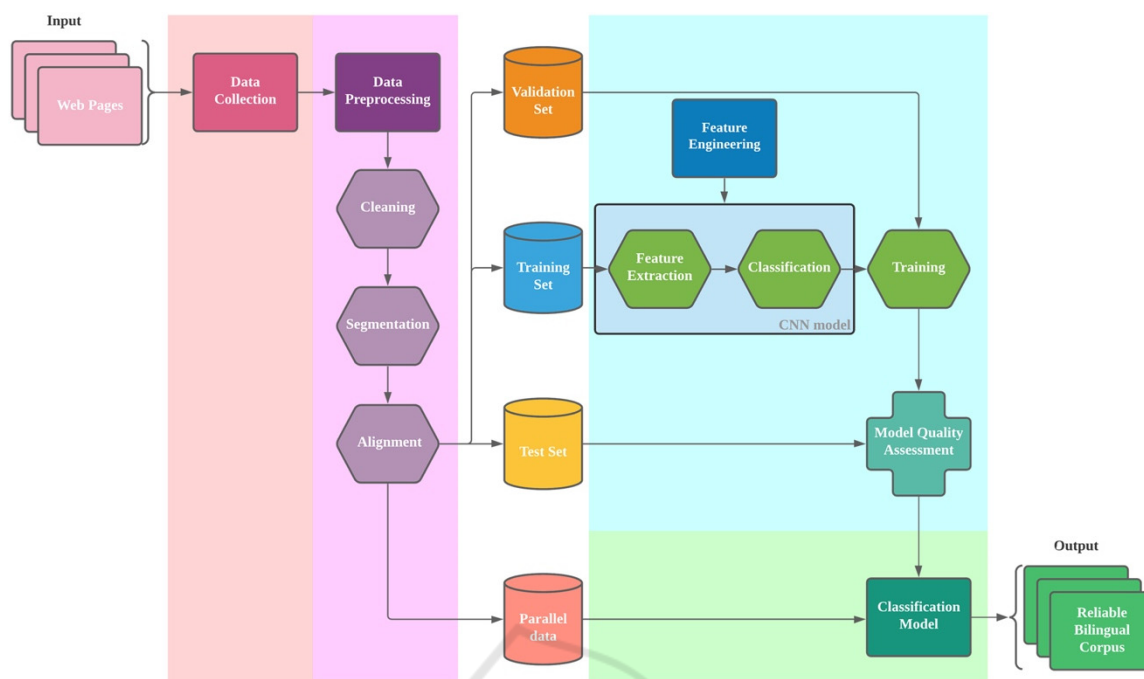 Input
Web Pages
Data
Collection
Data
Preprocessing
Cleaning
Segmentation
Alignment
Validation
Set
Training
Set
Test Set
Parallel
data
Feature
Engineering
Feature
Extraction
Classification
CNN model
Training
Model Quality
Assessment
Classification
Model
Output
Reliable
Bilingual
Corpus